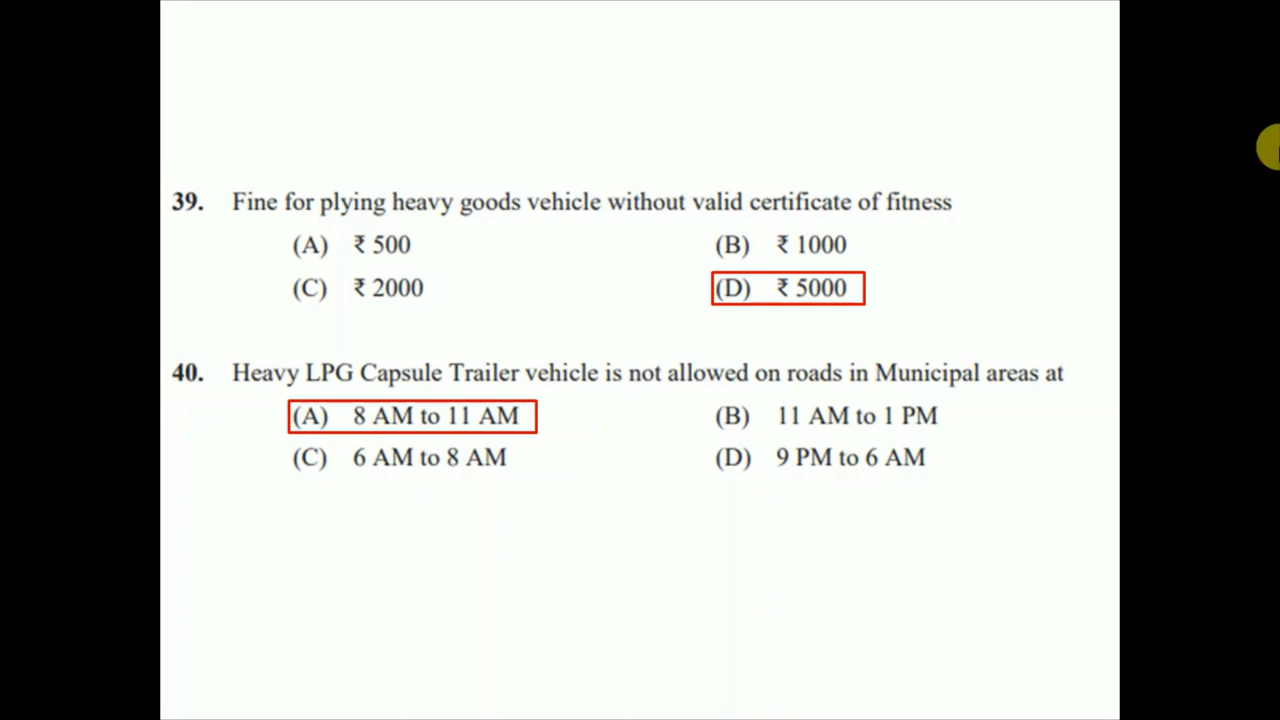 39. Fine for plying heavy goods vehicle without valid certificate of fitness
(A) ₹ 500 (B) ₹ 1000
(C) ₹ 2000 (D) ₹ 5000
40. Heavy LPG Capsule Trailer vehicle is not allowed on roads in Municipal areas at
(A) 8 AM to 11 AM (B) 11 AM to 1 PM
(C) 6 AM to 8 AM (D) 9 PM to 6 AM